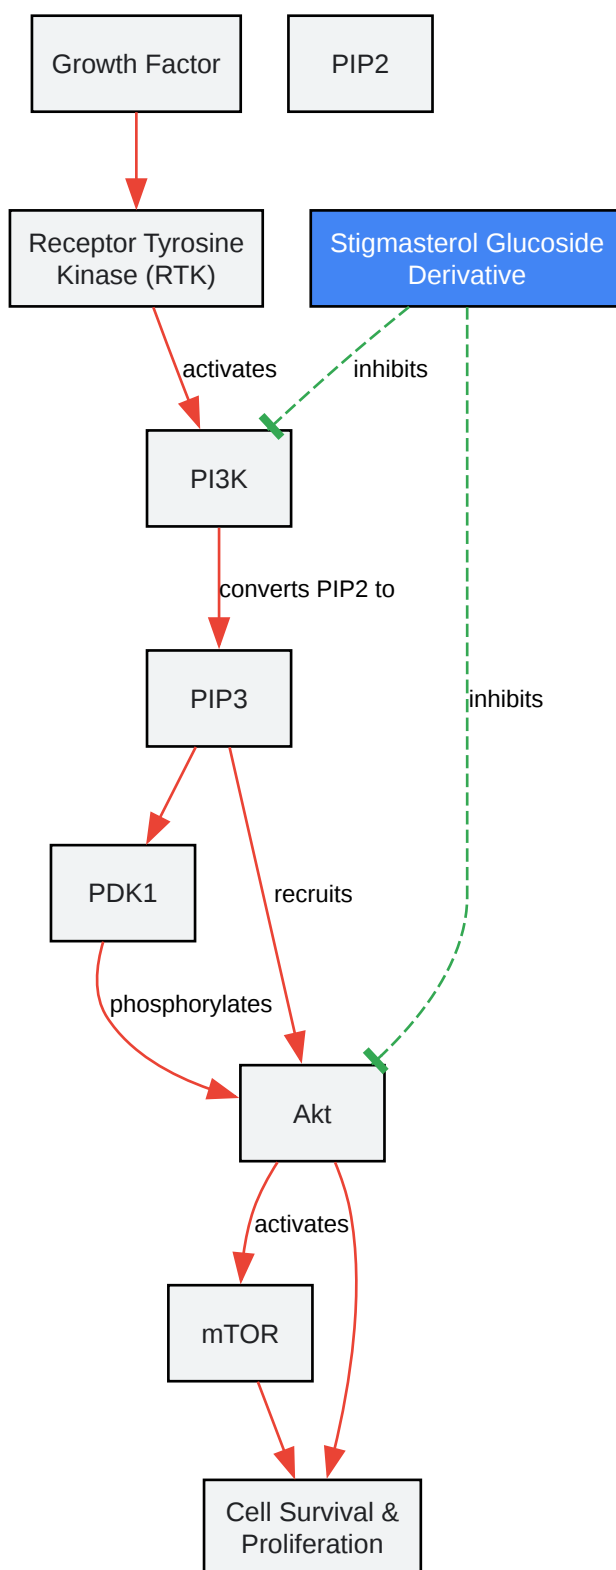 Growth Factor
PIP2
Receptor Tyrosine
Kinase (RTK)
Stigmasterol Glucoside
Derivative
activates
inhibits
PI3K
converts PIP2 to
PIP3
inhibits
PDK1
recruits
phosphorylates
Akt
activates
mTOR
Cell Survival &
Proliferation